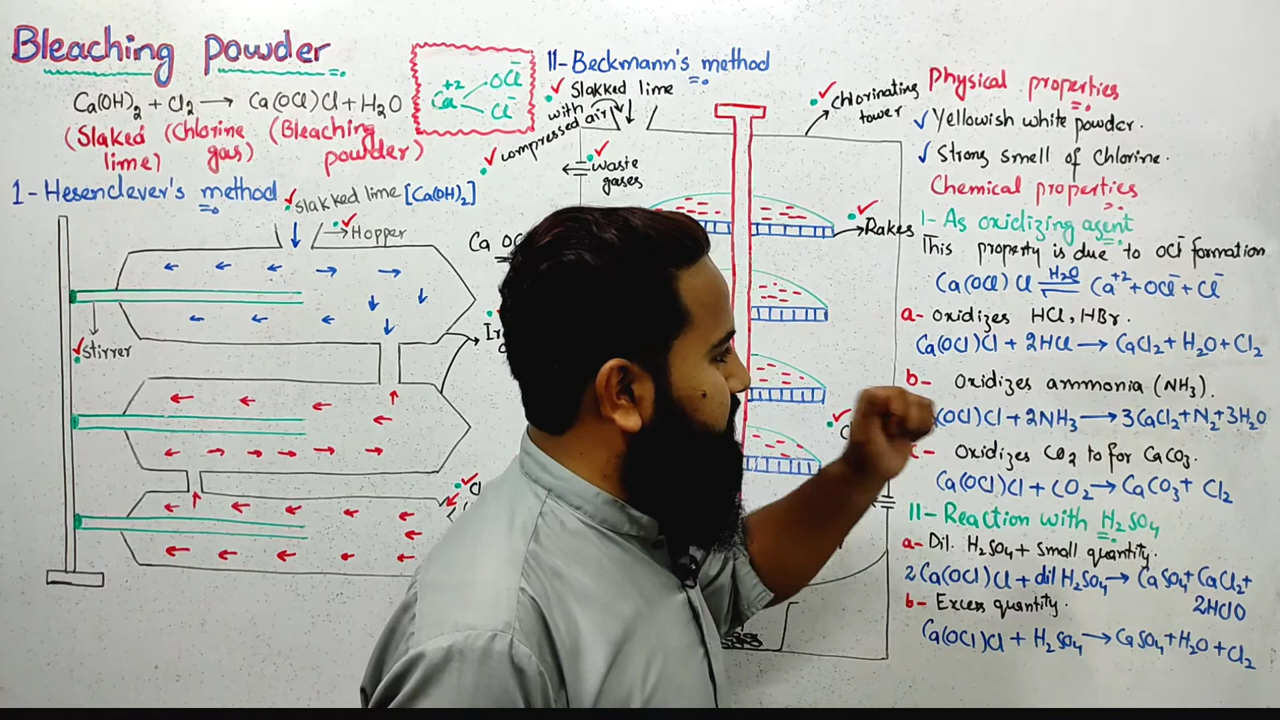 Bleaching powder
Ca(OH)₂ + Cl₂ → Ca(OCl)Cl + H₂O
(Slaked lime) (Chlorine gas) (Bleaching powder)
Ca⁺² OCl⁻ Cl⁻
I- Hesenclever's method
slakked lime [Ca(OH)₂]
Hopper
stirrer
II- Beckmann's method
Slakked lime
with compressed air
waste gases
chlorinating tower
Rakes
Physical properties
Yellowish white powder.
Strong smell of chlorine.
Chemical properties
I- As oxidizing agent
This property is due to OCl⁻ formation
Ca(OCl)Cl ⇌ Ca⁺² + OCl⁻ + Cl⁻
H₂O
a- Oxidizes HCl, HBr.
Ca(OCl)Cl + 2HCl → CaCl₂ + H₂O + Cl₂
b- Oxidizes ammonia (NH₃).
(OCl)Cl + 2NH₃ → 3CaCl₂ + N₂ + 3H₂O
Oxidizes CO₂ to for CaCO₃.
Ca(OCl)Cl + CO₂ → CaCO₃ + Cl₂
II- Reaction with H₂SO₄
a- Dil. H₂SO₄ + small quantity.
2Ca(OCl)Cl + dil H₂SO₄ → CaSO₄ + CaCl₂ +
2HClO
b- Excess quantity.
Ca(OCl)Cl + H₂SO₄ → CaSO₄ + H₂O + Cl₂